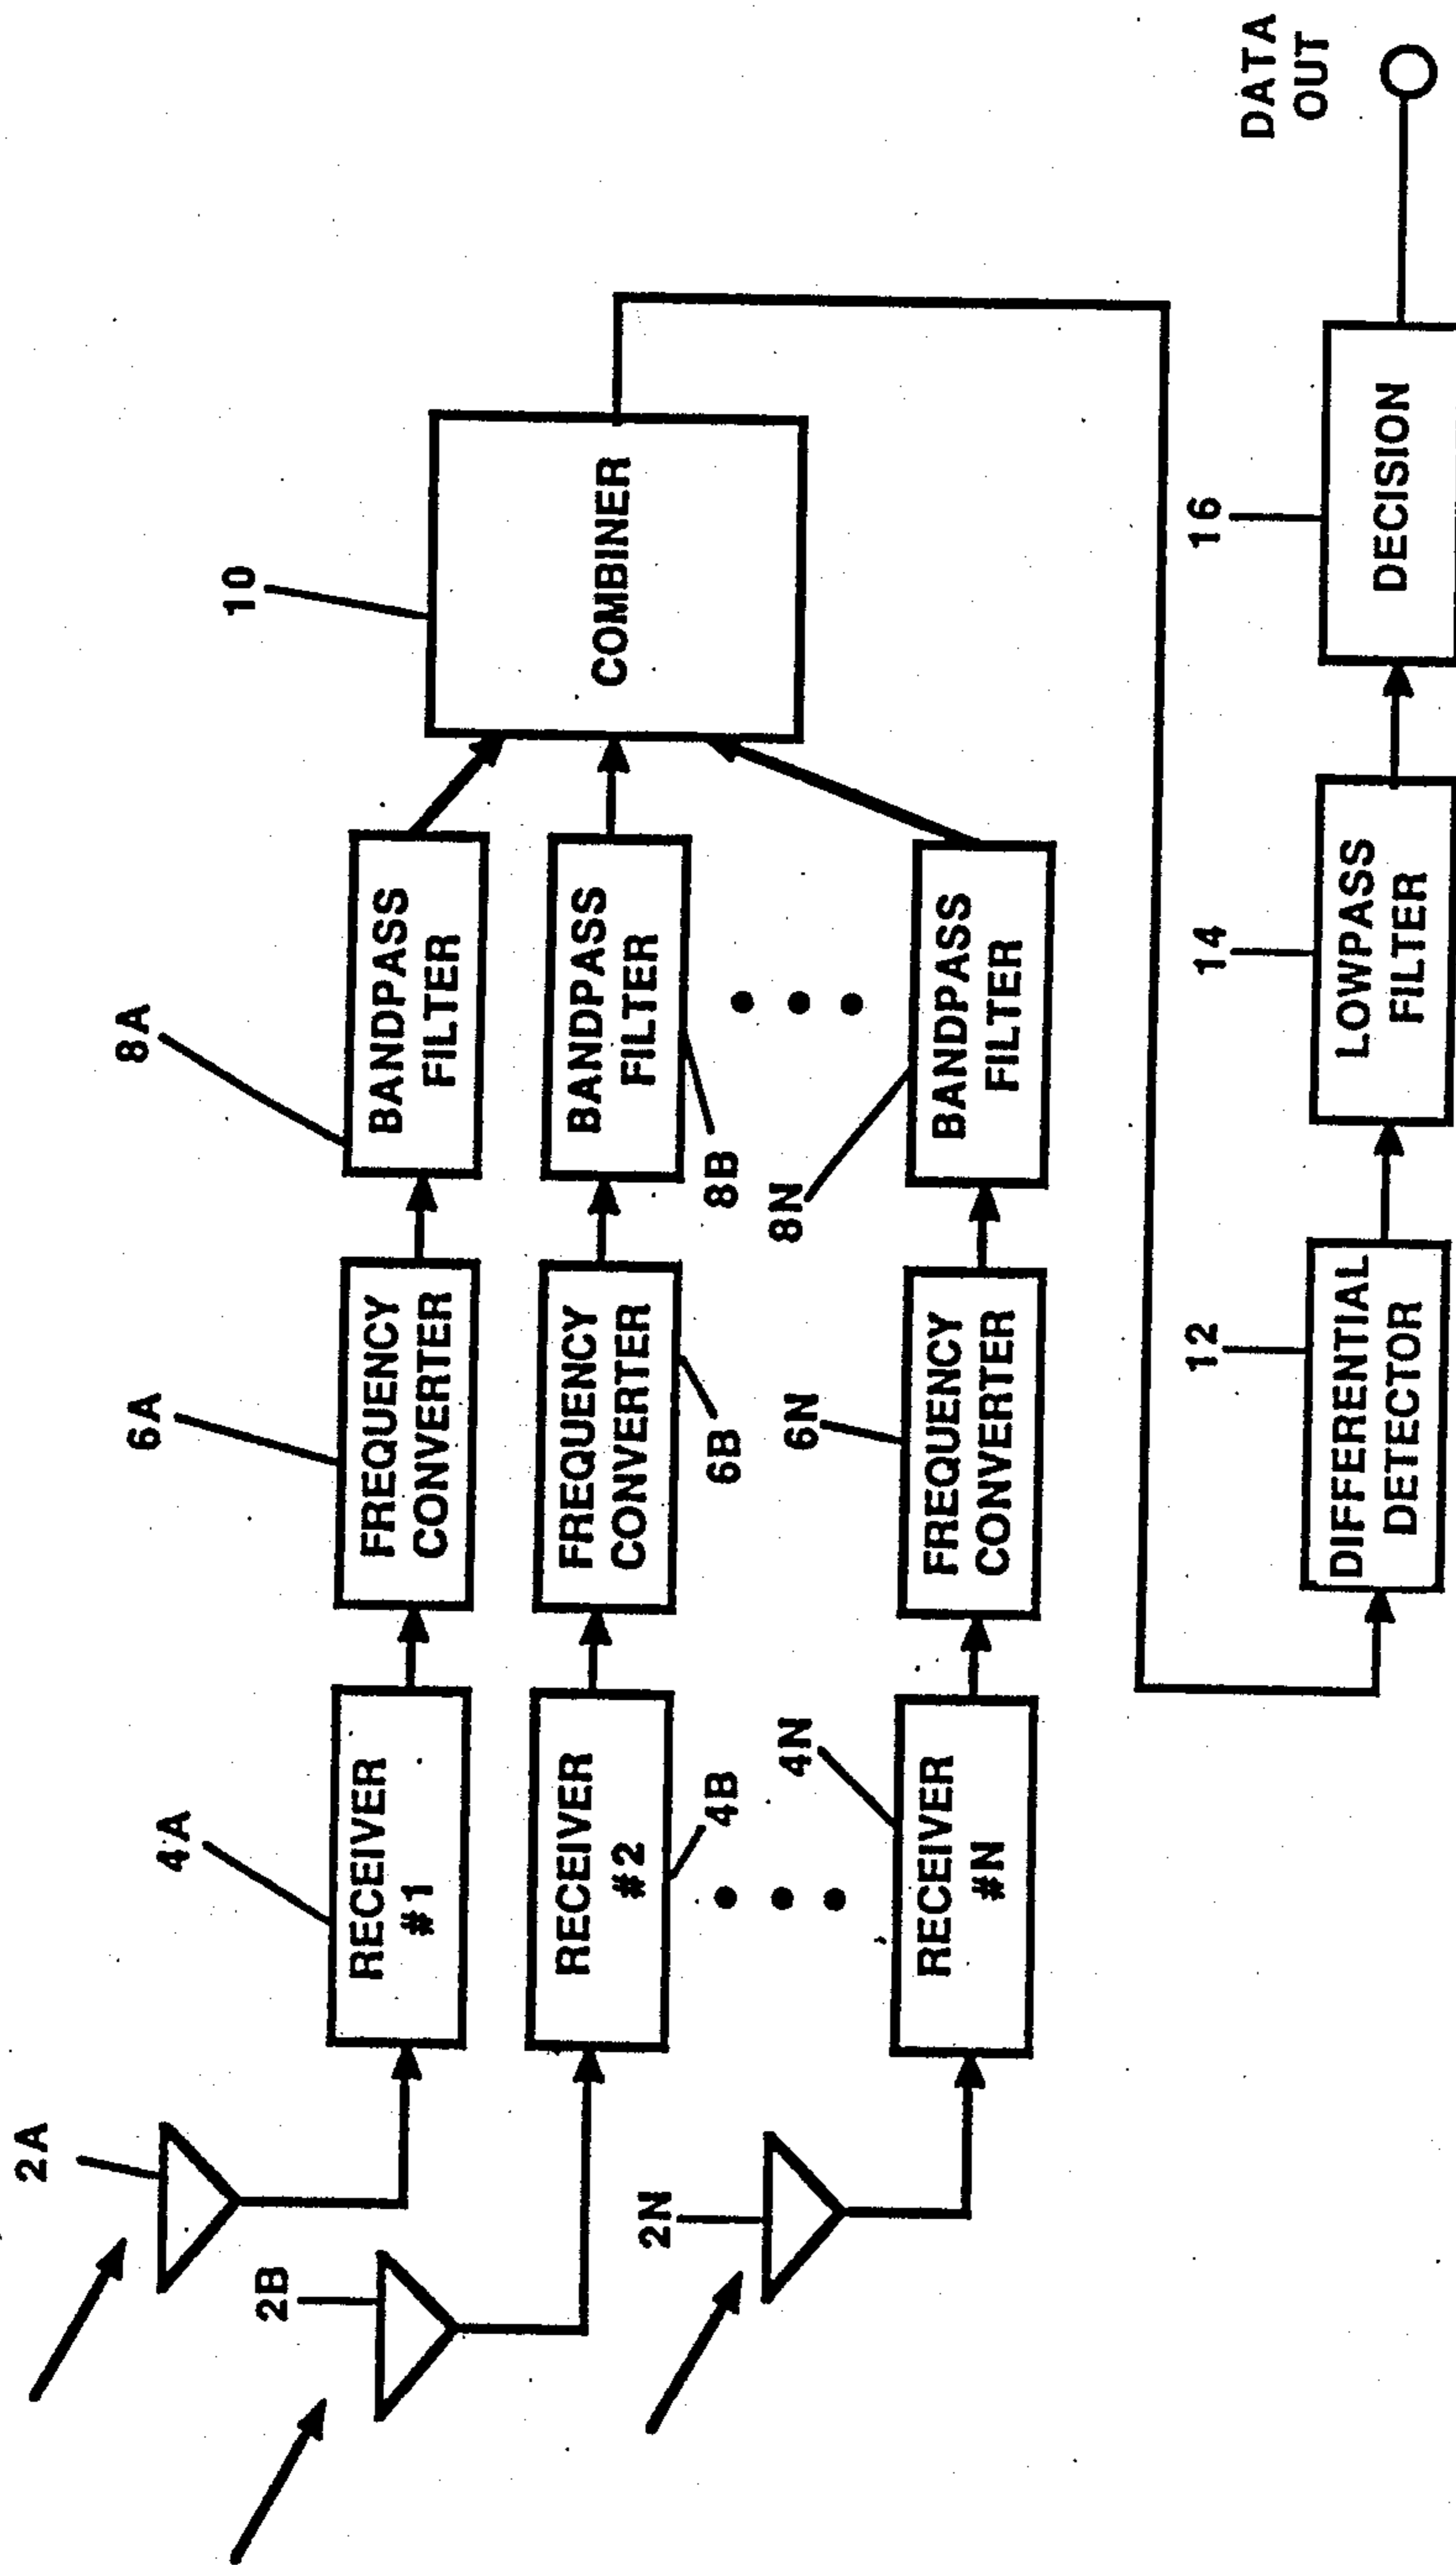 2A
4A
6A
8A
10
RECEIVER
#1
FREQUENCY
CONVERTER
BANDPASS
FILTER
COMBINER
2B
RECEIVER
#2
FREQUENCY
CONVERTER
BANDPASS
FILTER
4B
6B
8B
2N
4N
6N
8N
RECEIVER
#N
FREQUENCY
CONVERTER
BANDPASS
FILTER
12
14
16
DATA
OUT
DIFFERENTIAL
DETECTOR
LOWPASS
FILTER
DECISION